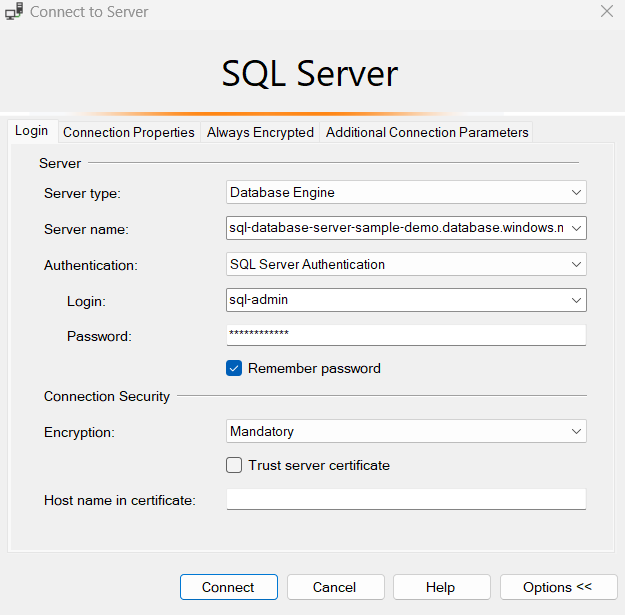 Connect to Server
SQL Server
Login Connection Properties Always Encrypted Additional Connection Parameters
Server
Server type: Database Engine
Server name: sql-database-server-sample-demo.database.windows.n
Authentication: SQL Server Authentication
Login: sql-admin
Password: ************
Remember password
Connection Security
Encryption: Mandatory
Trust server certificate
Host name in certificate:
Connect Cancel Help Options <<